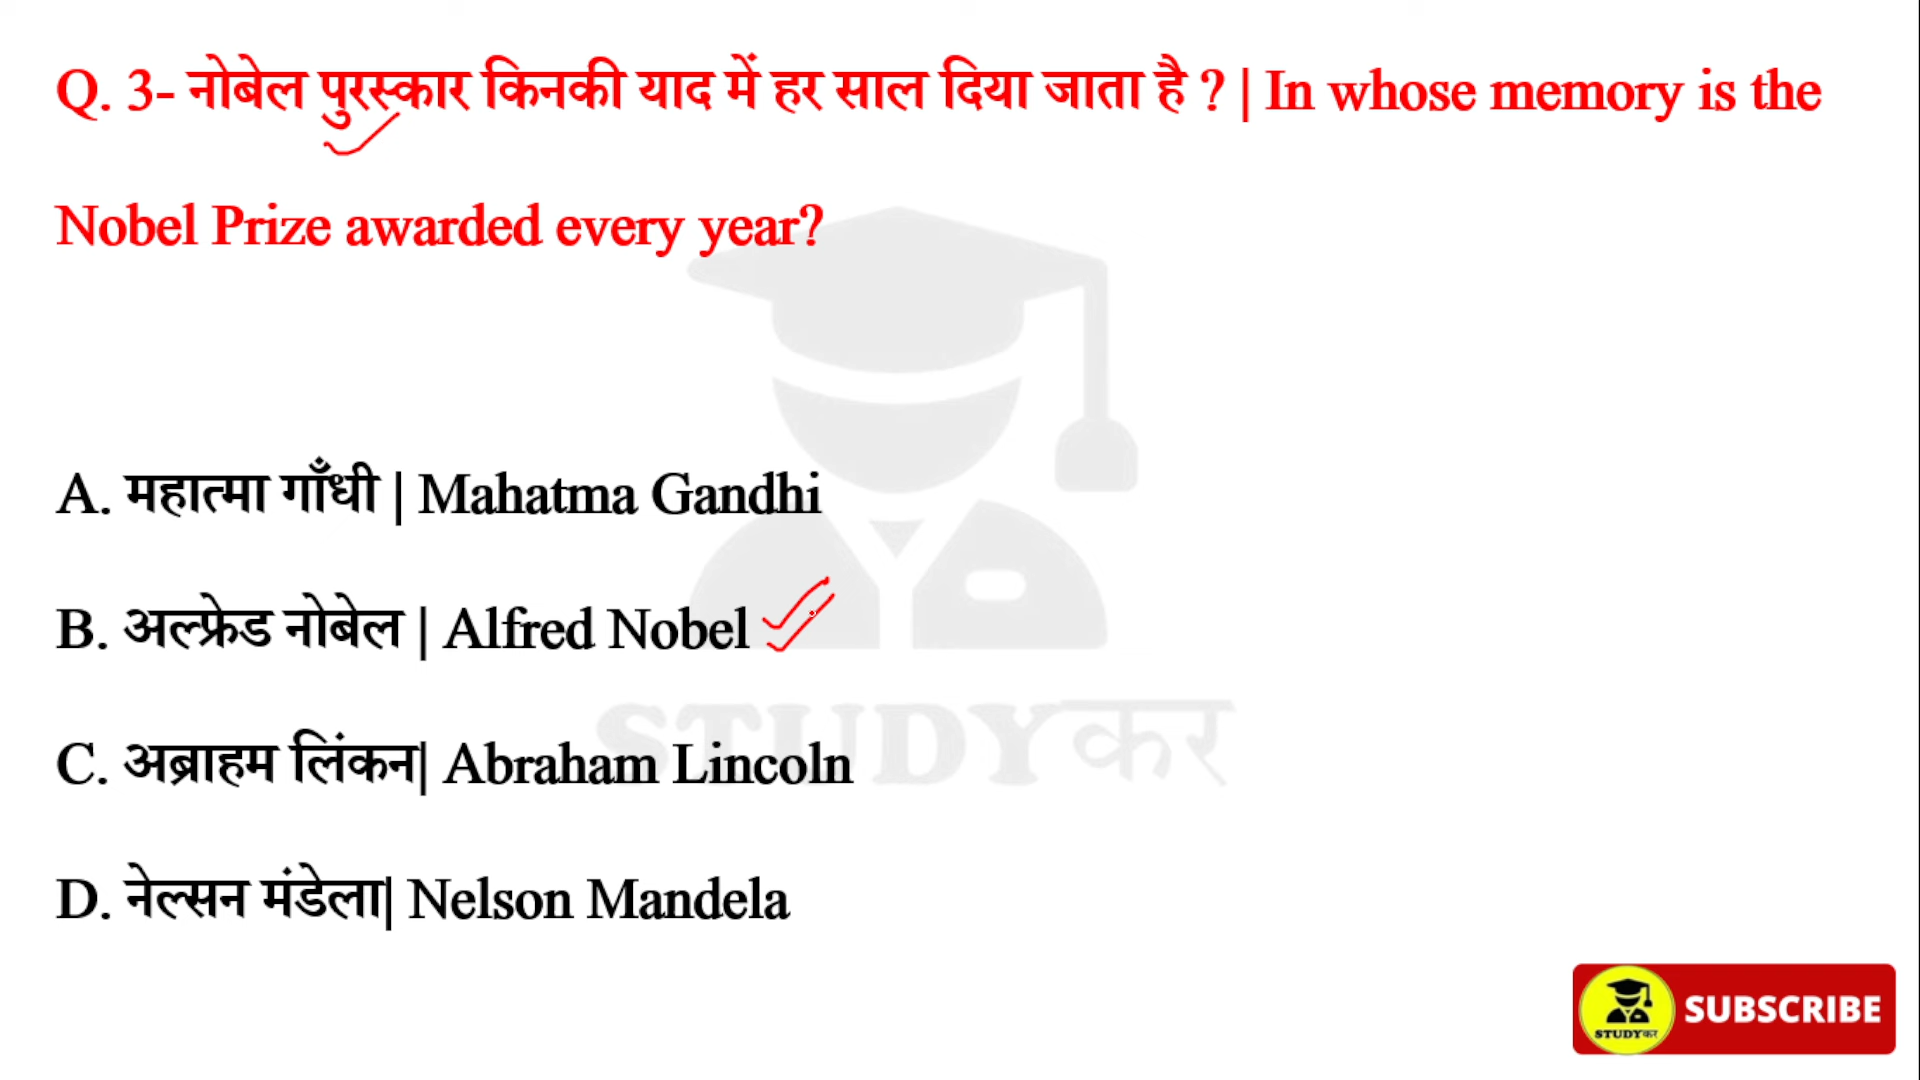 Q. 3- नोबेल पुरस्कार किनकी याद में हर साल दिया जाता है ? | In whose memory is the
Nobel Prize awarded every year?
A. महात्मा गाँधी | Mahatma Gandhi
B. अल्फ्रेड नोबेल | Alfred Nobel
STUDYकर
C. अब्राहम लिंकन| Abraham Lincoln
D. नेल्सन मंडेला| Nelson Mandela
SUBSCRIBE
STUDYकर